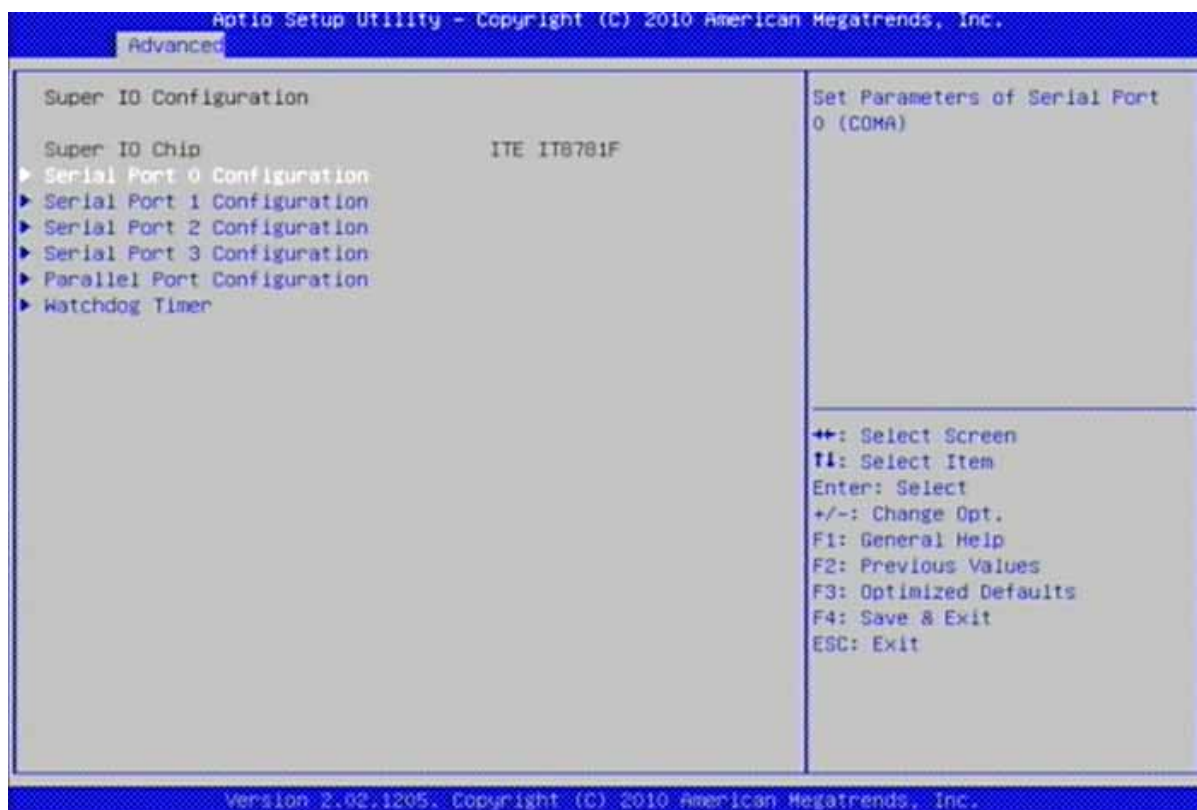 Aptio Setup Utility – Copyright (C) 2010 American Megatrends, Inc.
Advanced
Super IO Configuration
Super IO Chip ITE IT8781F
► Serial Port 0 Configuration
► Serial Port 1 Configuration
► Serial Port 2 Configuration
► Serial Port 3 Configuration
► Parallel Port Configuration
► Watchdog Timer
Set Parameters of Serial Port
0 (COMA)
→←: Select Screen
↑↓: Select Item
Enter: Select
+/-: Change Opt.
F1: General Help
F2: Previous Values
F3: Optimized Defaults
F4: Save & Exit
ESC: Exit
Version 2.02.1205. Copyright (C) 2010 American Megatrends, Inc.